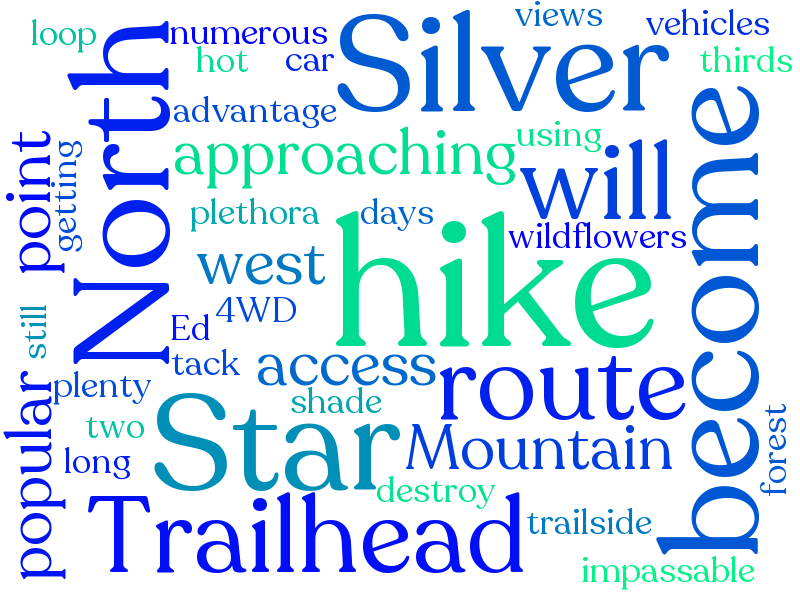 loop
numerous
Silver
views
vehicles
hot
car
thirds
North
advantage
become
approaching
using
point
getting
will
plethora
days
wildflowers
west
hike
4WD
still
Ed
tack
access
route
popular
plenty
shade
Star
two
Mountain
forest
long
destroy
Trailhead
trailside
impassable